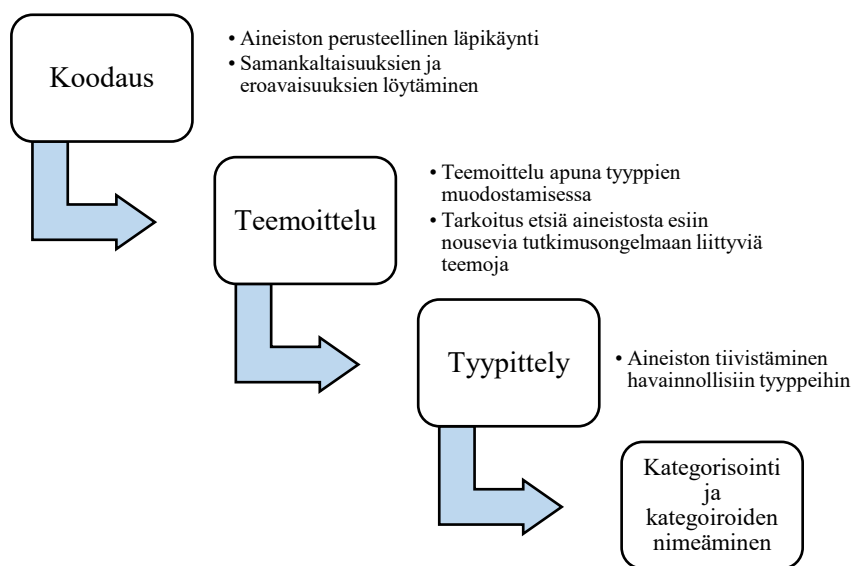 Koodaus
• Aineiston perusteellinen läpikäynti
• Samankaltaisuuksien ja
eroavaisuuksien löytäminen
Teemoittelu
• Teemoittelu apuna tyyppien
muodostamisessa
• Tarkoitus etsiä aineistosta esiin
nousevia tutkimusongelmaan liittyviä
teemoja
Tyypittely
• Aineiston tiivistäminen
havainnollisiin tyyppeihin
Kategorisointi
ja
kategoiroiden
nimeäminen